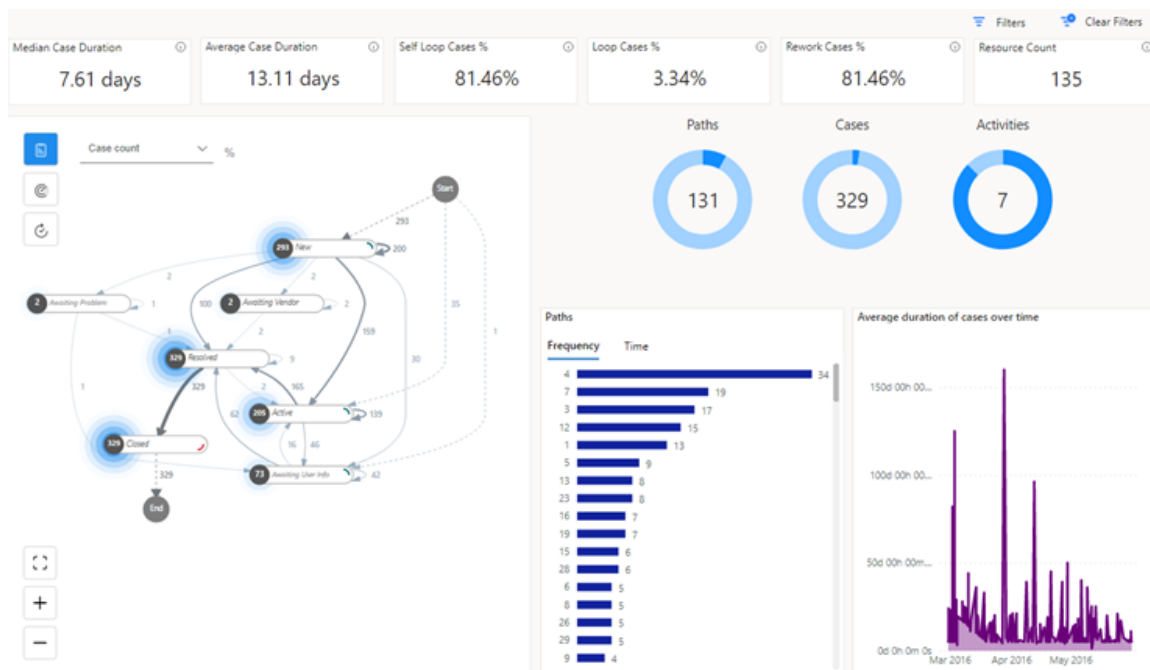 Filters
Clear Filters
Median Case Duration
7.61 days
Average Case Duration
13.11 days
Self Loop Cases %
81.46%
Loop Cases %
3.34%
Rework Cases %
81.46%
Resource Count
135
Case count
%
Start
293
293 New
200
2
2
2 Awaiting Problem
1
100
2 Awaiting Vendor
2
159
35
1
1
2
329 Resolved
9
30
1
329
2
165
62
205 Active
139
329 Closed
16
46
329
73 Awaiting User Info
42
End
Paths
131
Cases
329
Activities
7
Paths
Frequency
Time
4 34
7 19
3 17
12 15
1 13
5 9
13 8
23 8
16 7
19 7
15 6
28 6
6 5
8 5
26 5
29 5
9 4
Average duration of cases over time
150d 00h 00...
100d 00h 00...
50d 00h 00m...
0d 0h 0m 0s
Mar 2016
Apr 2016
May 2016